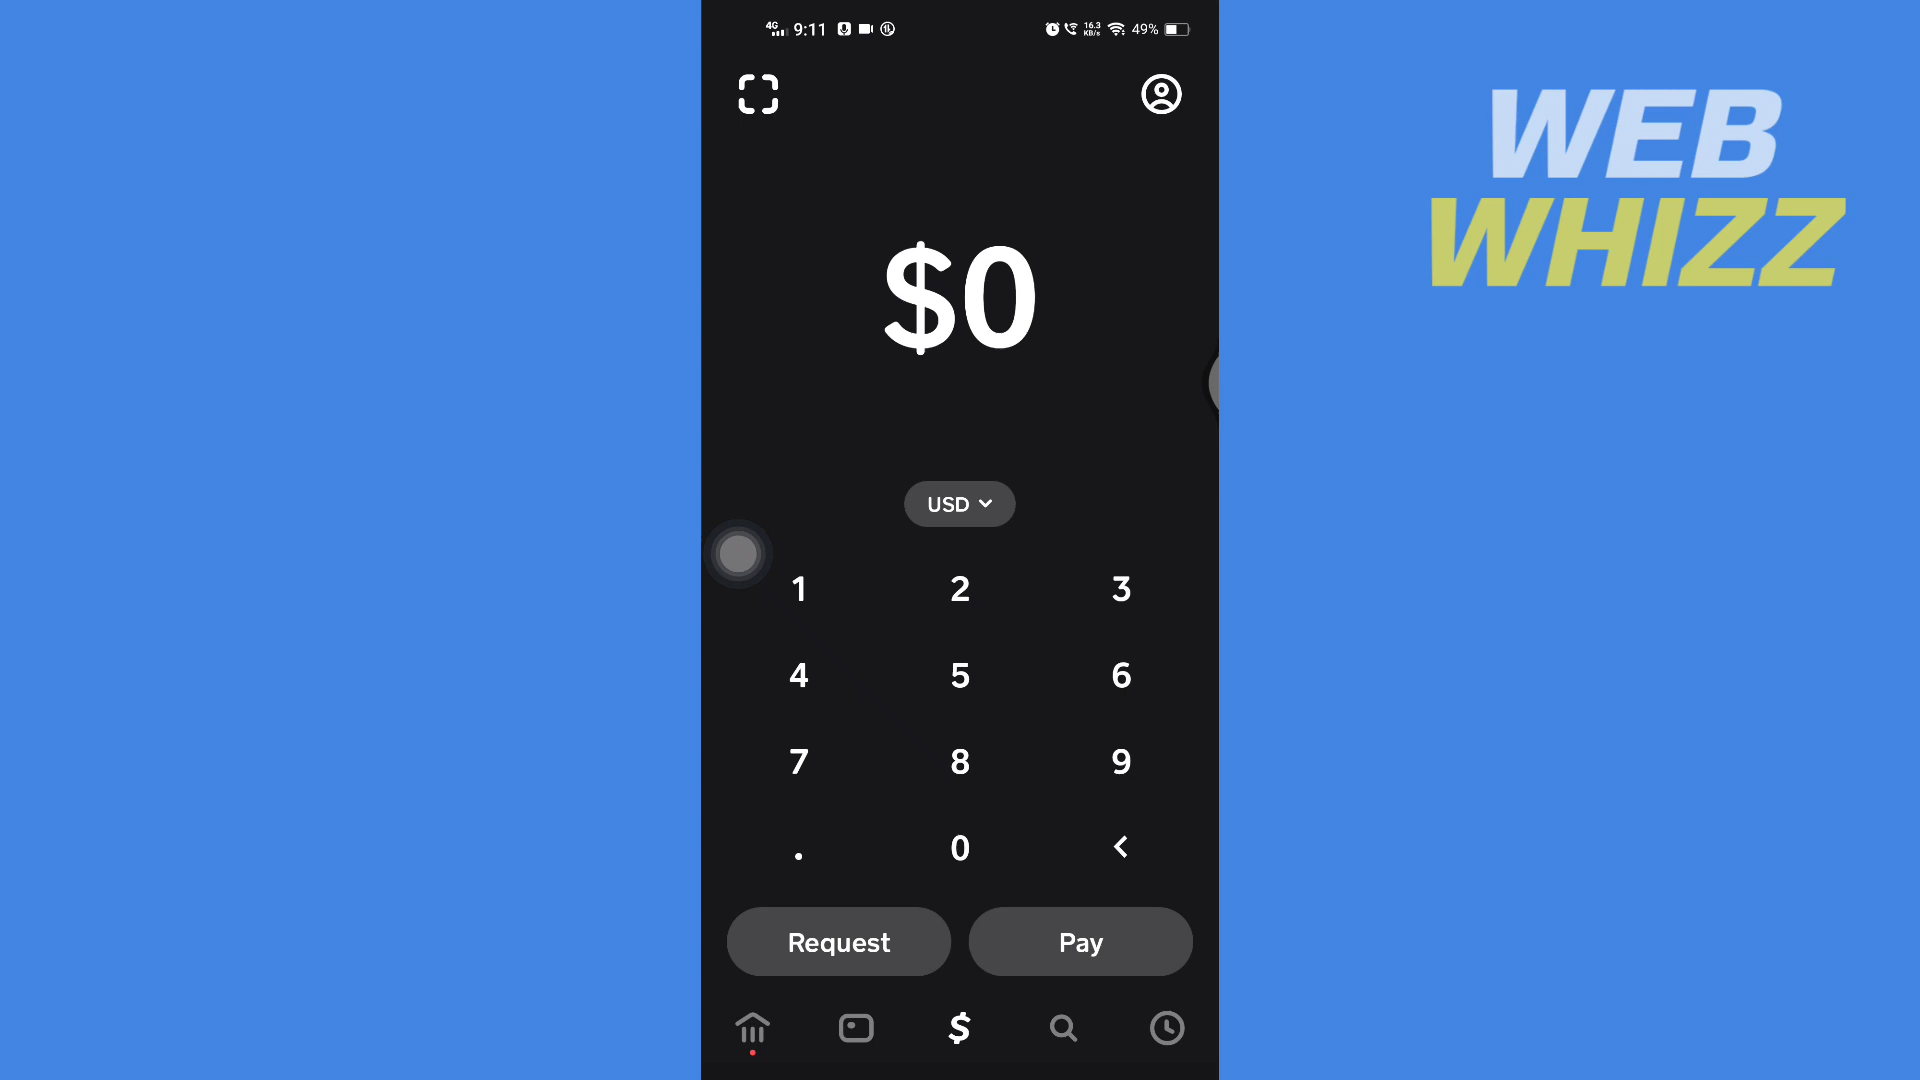 4G 9:11 16.3 KB/s 49%
WEB
WHIZZ
$0
USD
1 2 3
4 5 6
7 8 9
. 0 <
Request Pay
$